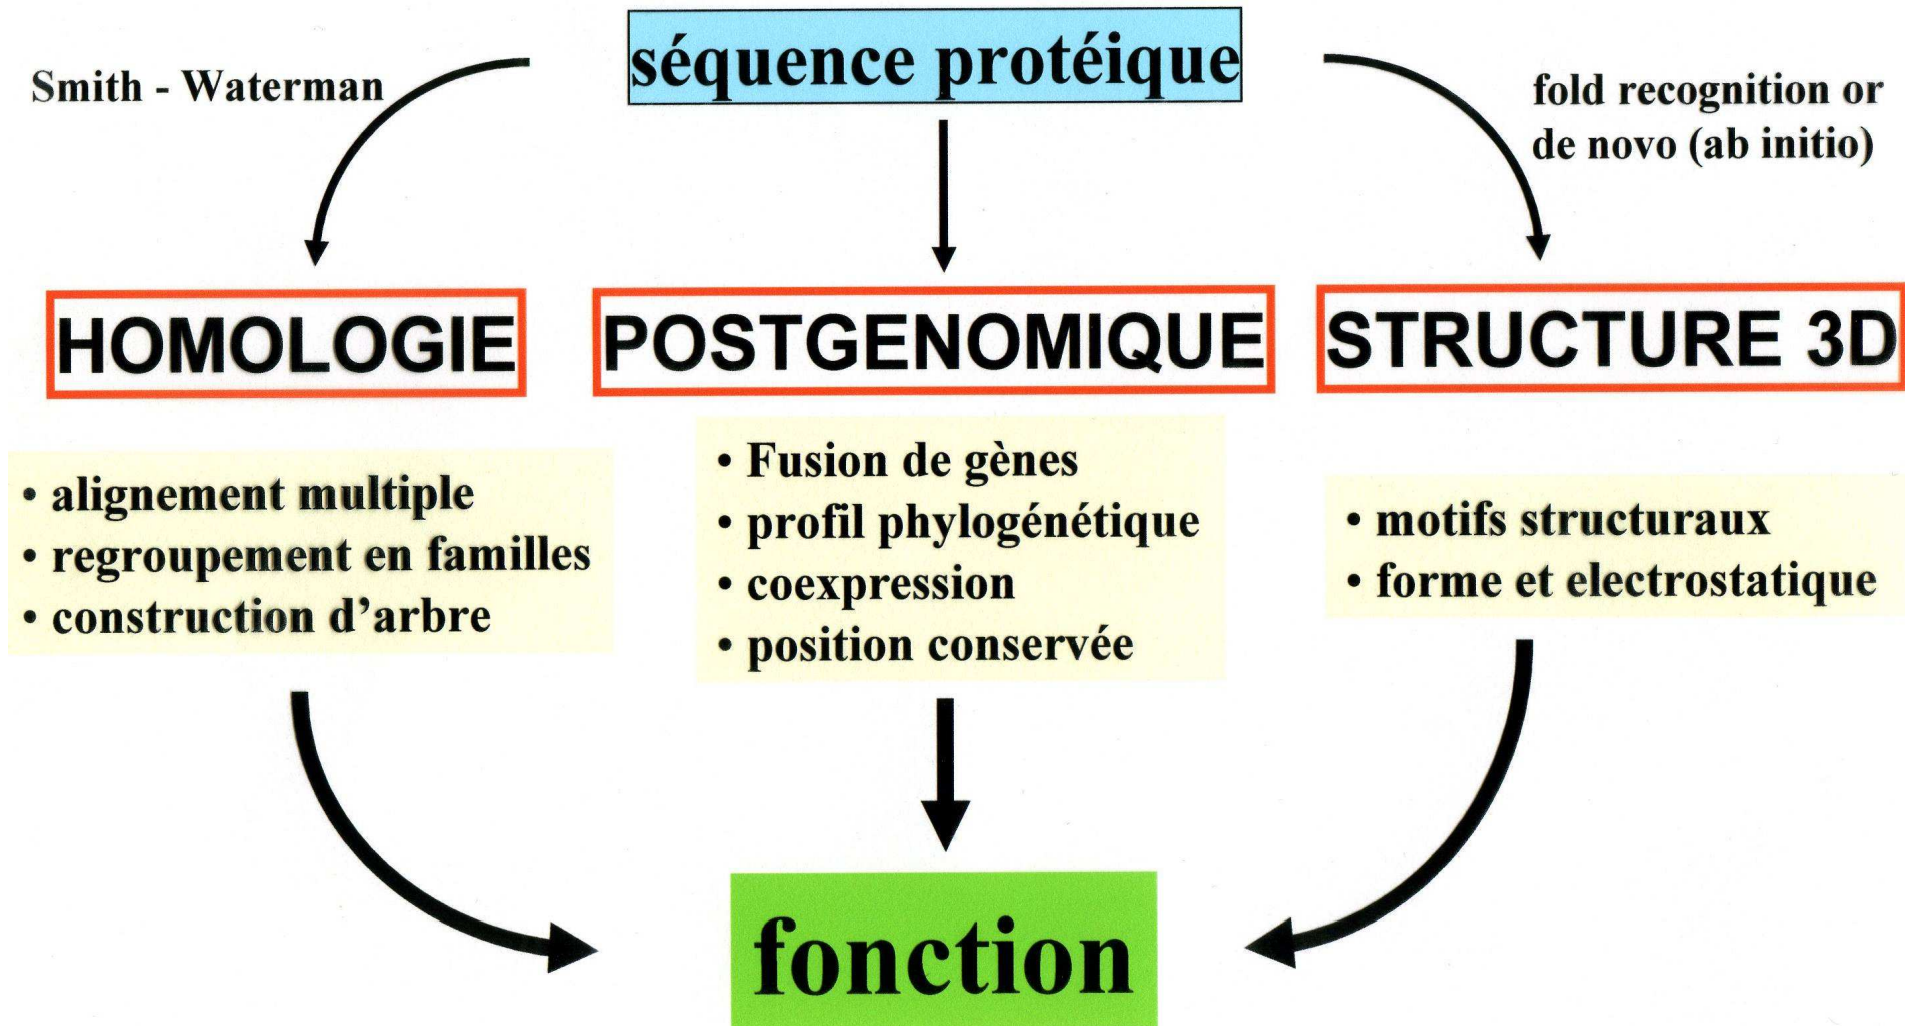 séquence protéique
Smith - Waterman
fold recognition or
de novo (ab initio)
HOMOLOGIE
POSTGENOMIQUE
STRUCTURE 3D
• alignement multiple
• regroupement en familles
• construction d’arbre
• Fusion de gènes
• profil phylogénétique
• coexpression
• position conservée
• motifs structuraux
• forme et electrostatique
fonction